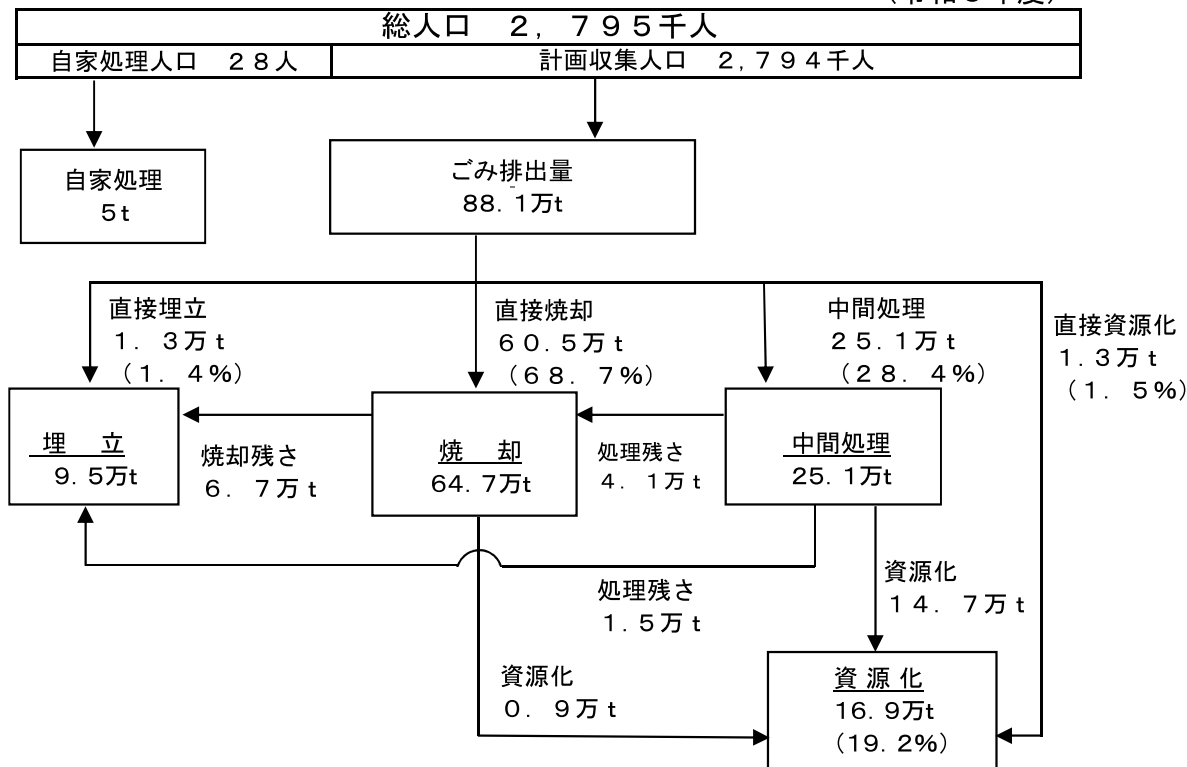 総人口　２，７９５千人
自家処理人口　２８人
計画収集人口　２,７９４千人
自家処理
５ｔ
ごみ排出量
88．1万t
直接埋立
１．３万ｔ
（１．４％）
直接焼却
６０.５万ｔ
（６８．７％）
中間処理
２５.１万ｔ
（２８．４％）
直接資源化
１.３万ｔ
（１．５％）
埋　立
９.５万t
焼却残さ
６．７万ｔ
焼　却
64.7万t
処理残さ
４．１万ｔ
中間処理
25.1万t
処理残さ
１.５万ｔ
資源化
１４．７万ｔ
資源化
０．９万ｔ
資源化
16.9万t
（19.2％）